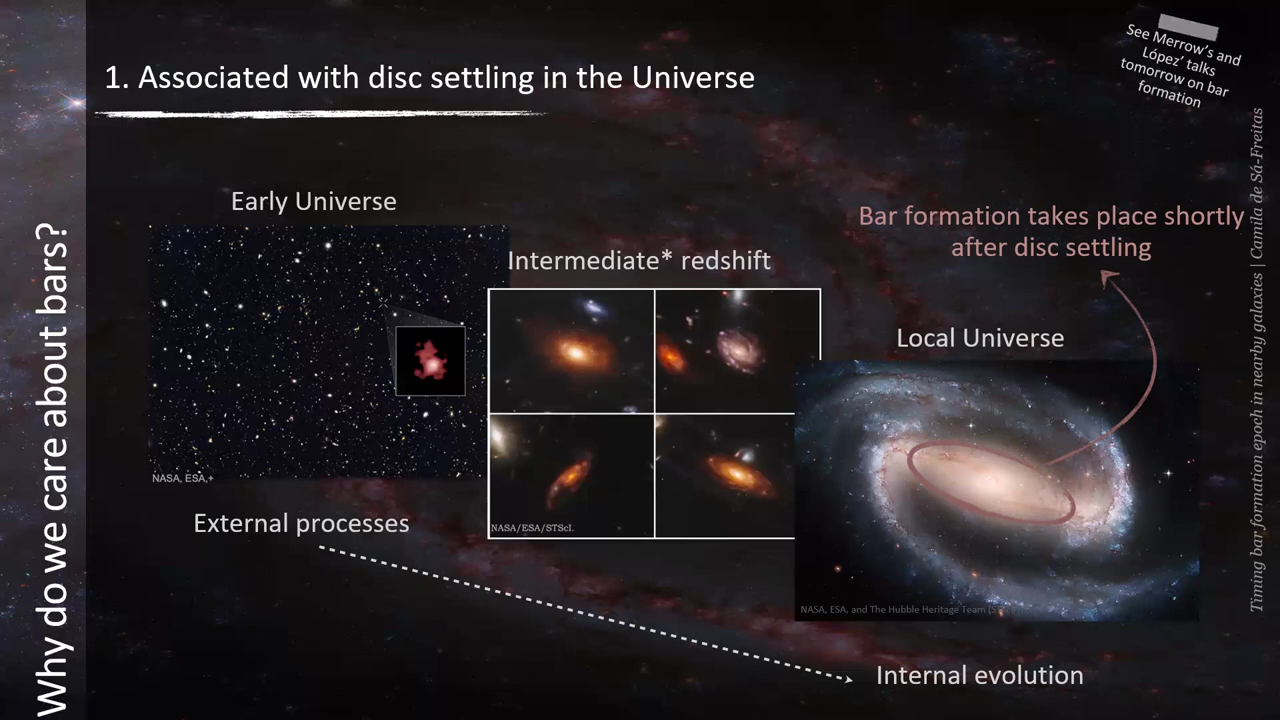 See Merrow's and
López' talks
tomorrow on bar
formation
1. Associated with disc settling in the Universe
Why do we care about bars?
Timing bar formation epoch in nearby galaxies | Camila de Sá-Freitas
Early Universe
NASA, ESA,+
Intermediate* redshift
NASA/ESA/STScI.
Bar formation takes place shortly
after disc settling
Local Universe
NASA, ESA, and The Hubble Heritage Team
External processes
Internal evolution